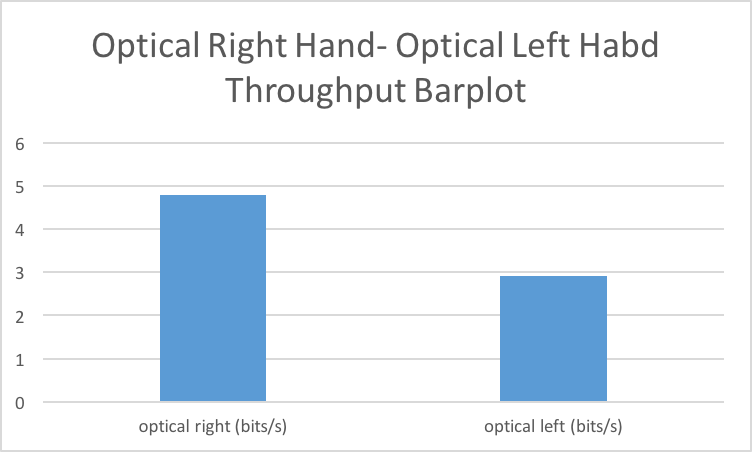 Optical Right Hand- Optical Left Habd
Throughput Barplot
6
5
4
3
2
1
0
optical right (bits/s)
optical left (bits/s)